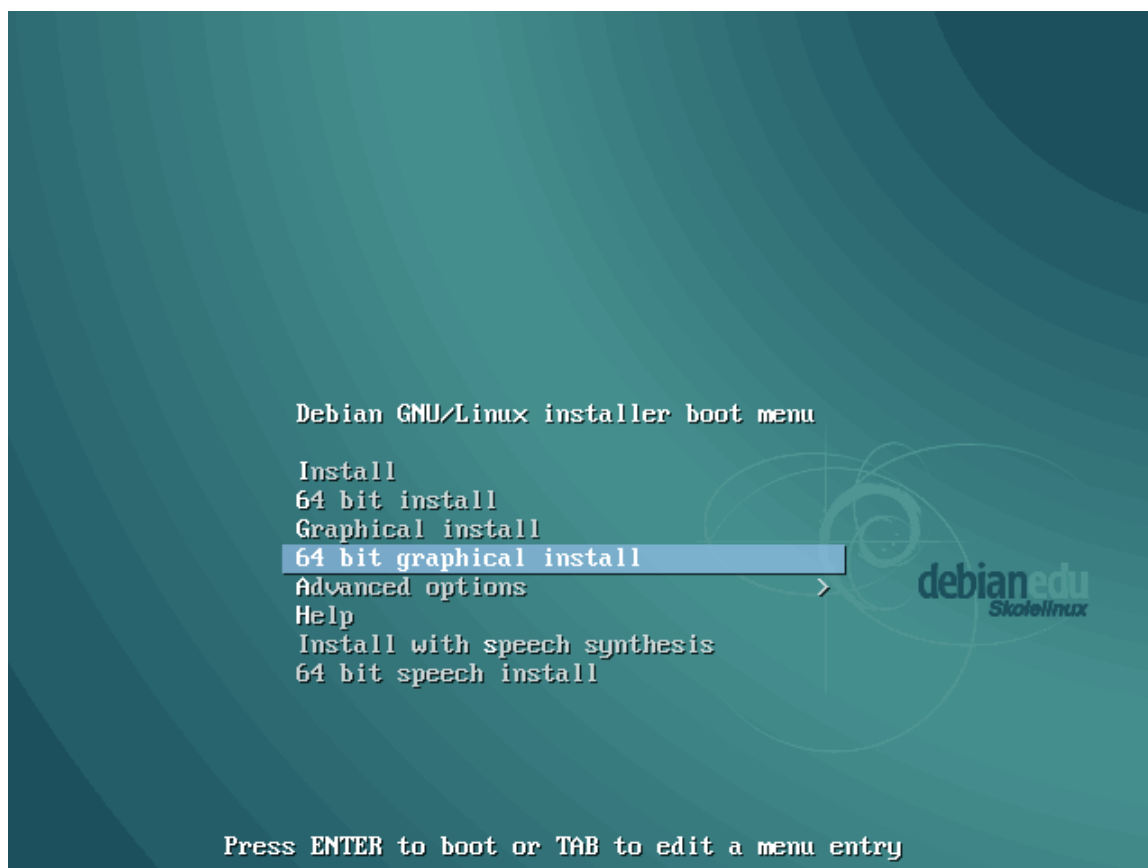 Debian GNU/Linux installer boot menu
Install
64 bit install
Graphical install
64 bit graphical install
Advanced options >
Help
Install with speech synthesis
64 bit speech install
debianedu
Skolelinux
Press ENTER to boot or TAB to edit a menu entry